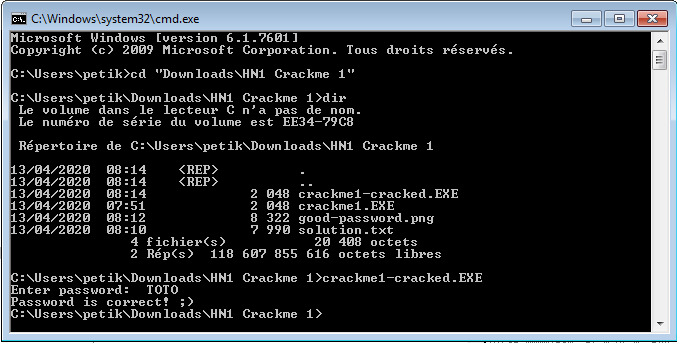 C:\Windows\system32\cmd.exe
Microsoft Windows [version 6.1.7601]
Copyright (c) 2009 Microsoft Corporation. Tous droits réservés.
C:\Users\petik>cd "Downloads\HN1 Crackme 1"
C:\Users\petik\Downloads\HN1 Crackme 1>dir
Le volume dans le lecteur C n'a pas de nom.
Le numéro de série du volume est EE34-79C8
Répertoire de C:\Users\petik\Downloads\HN1 Crackme 1
13/04/2020 08:14 <REP> .
13/04/2020 08:14 <REP> ..
13/04/2020 08:14 2 048 crackme1-cracked.EXE
13/04/2020 07:51 2 048 crackme1.EXE
13/04/2020 08:12 8 322 good-password.png
13/04/2020 08:10 7 990 solution.txt
4 fichier(s) 20 408 octets
2 Rép(s) 118 607 855 616 octets libres
C:\Users\petik\Downloads\HN1 Crackme 1>crackme1-cracked.EXE
Enter password: TOTO
Password is correct! ;)
C:\Users\petik\Downloads\HN1 Crackme 1>